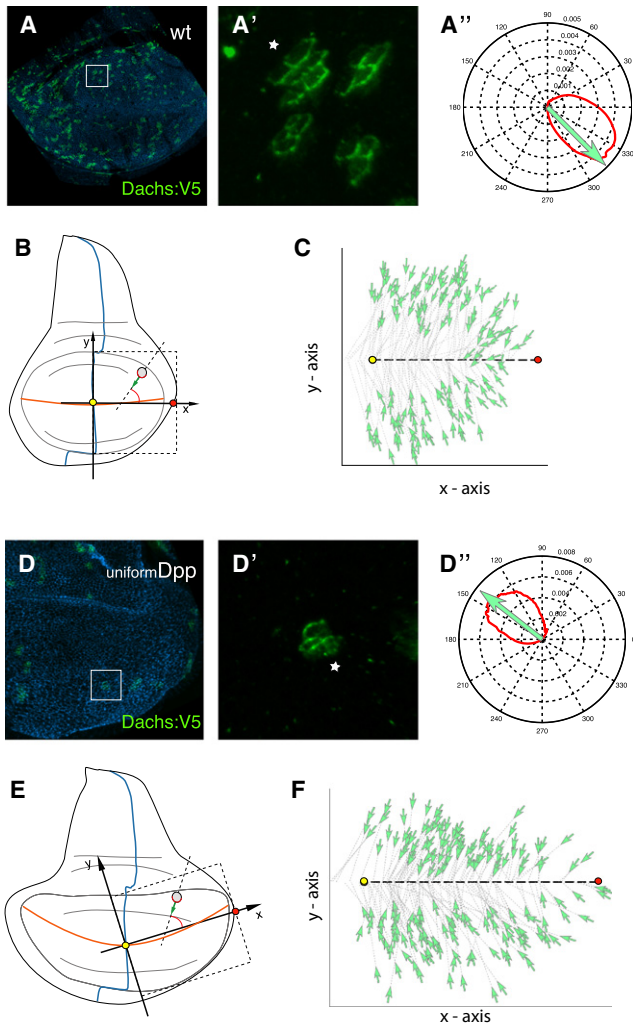 A
wt
Dachs:V5
A'
A''
90
60
30
330
300
270
240
210
180
150
120
0.005
0.004
0.003
0.002
0.001
B
y
x
C
y - axis
x - axis
D
uniformDpp
Dachs:V5
D'
D''
90
60
30
330
300
270
240
210
180
150
120
0.008
0.006
0.004
0.002
E
y
x
F
y - axis
x - axis